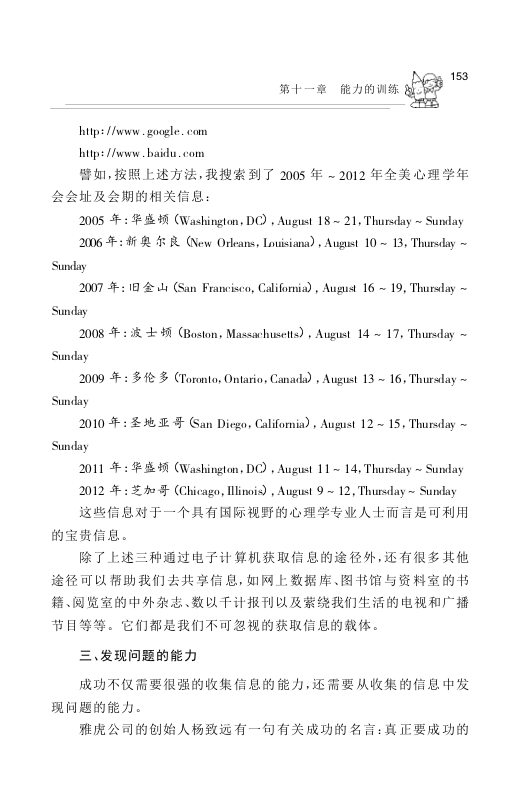 153
第十一章　能力的训练
http://www.google.com
http://www.baidu.com
譬如,按照上述方法,我搜索到了 2005 年 ~ 2012 年全美心理学年
会会址及会期的相关信息:
2005 年:华盛顿(Washington,DC),August 18 ~ 21,Thursday ~ Sunday
2006 年:新奥尔良(New Orleans,Louisiana),August 10 ~ 13,Thursday ~
Sunday
2007 年:旧金山(San Francisco,California),August 16 ~ 19,Thursday ~
Sunday
2008 年:波士顿(Boston,Massachusetts),August 14 ~ 17,Thursday ~
Sunday
2009 年:多伦多(Toronto,Ontario,Canada),August 13 ~ 16,Thursday ~
Sunday
2010 年:圣地亚哥(San Diego,California),August 12 ~ 15,Thursday ~
Sunday
2011 年:华盛顿(Washington,DC),August 11 ~ 14,Thursday ~ Sunday
2012 年:芝加哥(Chicago,Illinois),August 9 ~ 12,Thursday ~ Sunday
这些信息对于一个具有国际视野的心理学专业人士而言是可利用
的宝贵信息。
除了上述三种通过电子计算机获取信息的途径外,还有很多其他
途径可以帮助我们去共享信息,如网上数据库、图书馆与资料室的书
籍、阅览室的中外杂志、数以千计报刊以及萦绕我们生活的电视和广播
节目等等。它们都是我们不可忽视的获取信息的载体。
三、发现问题的能力
成功不仅需要很强的收集信息的能力,还需要从收集的信息中发
现问题的能力。
雅虎公司的创始人杨致远有一句有关成功的名言:真正要成功的